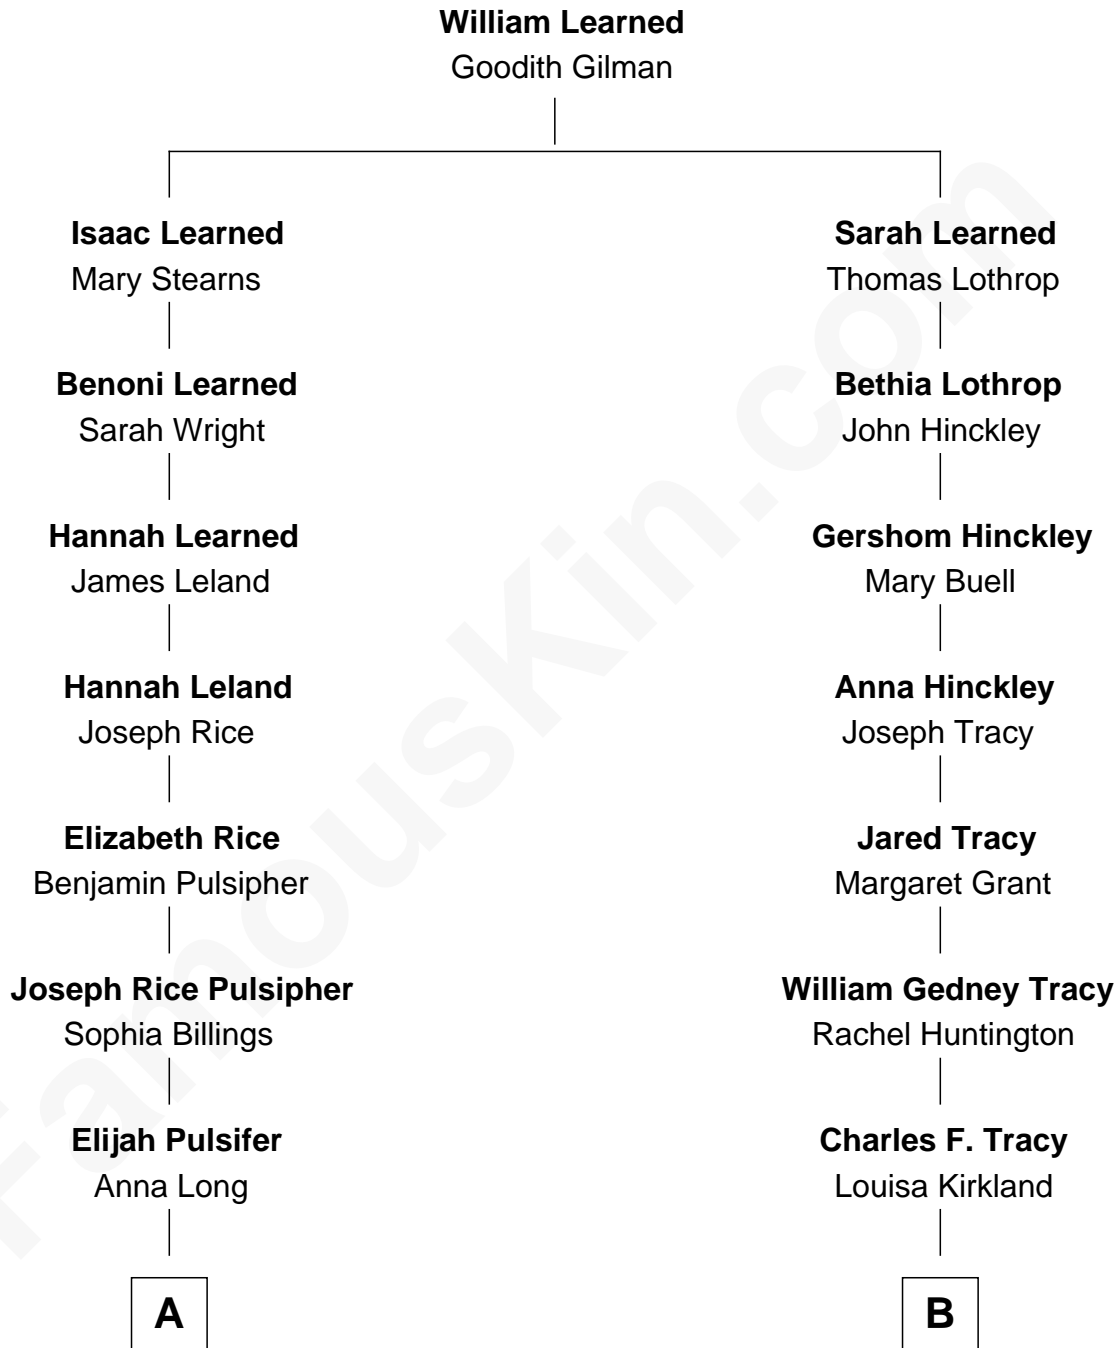 William Learned
Goodith Gilman
Isaac Learned
Mary Stearns
Sarah Learned
Thomas Lothrop
Benoni Learned
Sarah Wright
Bethia Lothrop
John Hinckley
Hannah Learned
James Leland
Gershom Hinckley
Mary Buell
Hannah Leland
Joseph Rice
Anna Hinckley
Joseph Tracy
Elizabeth Rice
Benjamin Pulsipher
Jared Tracy
Margaret Grant
Joseph Rice Pulsipher
Sophia Billings
William Gedney Tracy
Rachel Huntington
Elijah Pulsifer
Anna Long
Charles F. Tracy
Louisa Kirkland
A
B
FamousKin.com